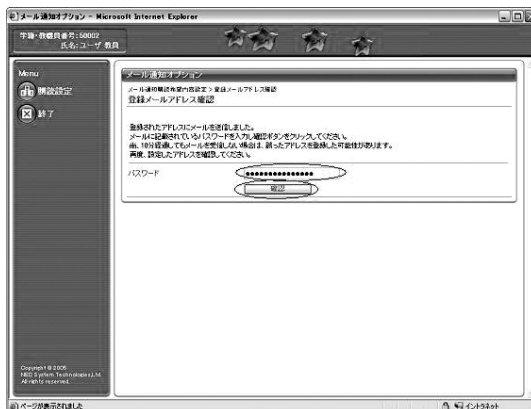 メール通知オプション - Microsoft Internet Explorer
学籍・教職員番号:50002
氏名:ユーザ 教員
Menu
購読設定
終了
メール通知オプション
メール通知購読希望内容設定 > 登録メールアドレス確認
登録メールアドレス確認
登録されたアドレスにメールを送信しました。
メールに記載されているパスワードを入力し確認ボタンをクリックしてください。
尚、10分経過してもメールを受信しない場合は、誤ったアドレスを登録した可能性があります。
再度、設定したアドレスを確認してください。
パスワード
確認
Copyright © 2005
NEC System Technologies,Ltd.
All rights reserved.
ページが表示されました
イントラネット